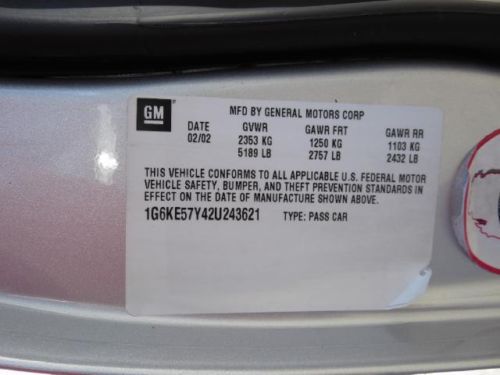 GM
MFD BY GENERAL MOTORS CORP
DATE GVWR GAWR FRT GAWR RR
02/02 2353 KG 1250 KG 1103 KG
5189 LB 2757 LB 2432 LB
THIS VEHICLE CONFORMS TO ALL APPLICABLE U.S. FEDERAL MOTOR
VEHICLE SAFETY, BUMPER, AND THEFT PREVENTION STANDARDS IN
EFFECT ON THE DATE OF MANUFACTURE SHOWN ABOVE.
1G6KE57Y42U243621 TYPE: PASS CAR